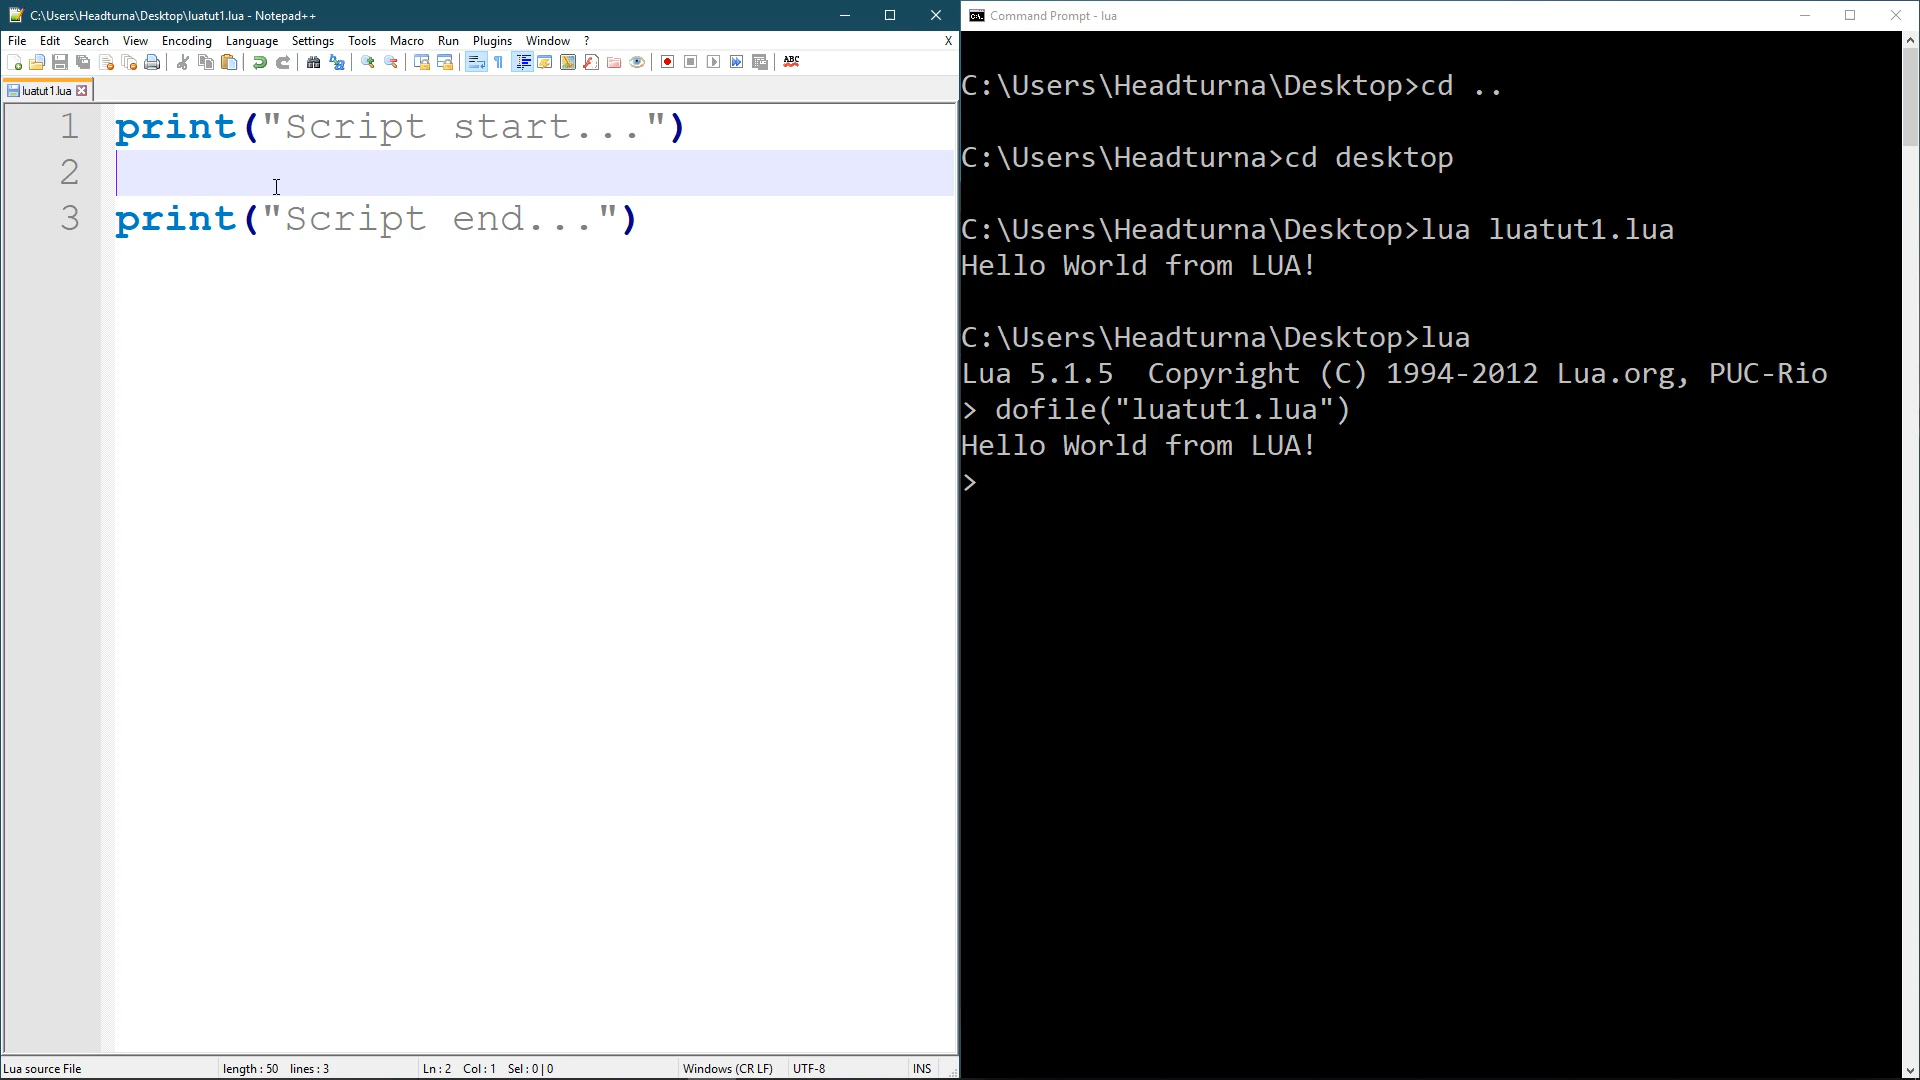 C:\Users\Headturna\Desktop\luatut1.lua - Notepad++
File Edit Search View Encoding Language Settings Tools Macro Run Plugins Window ? X
ABC
luatut1.lua
1 print("Script start...")
2
3 print("Script end...")
Lua source File length : 50 lines : 3 Ln : 2 Col : 1 Sel : 0 | 0 Windows (CR LF) UTF-8 INS
Command Prompt - lua
C:\Users\Headturna\Desktop>cd ..
C:\Users\Headturna>cd desktop
C:\Users\Headturna\Desktop>lua luatut1.lua
Hello World from LUA!
C:\Users\Headturna\Desktop>lua
Lua 5.1.5  Copyright (C) 1994-2012 Lua.org, PUC-Rio
> dofile("luatut1.lua")
Hello World from LUA!
>